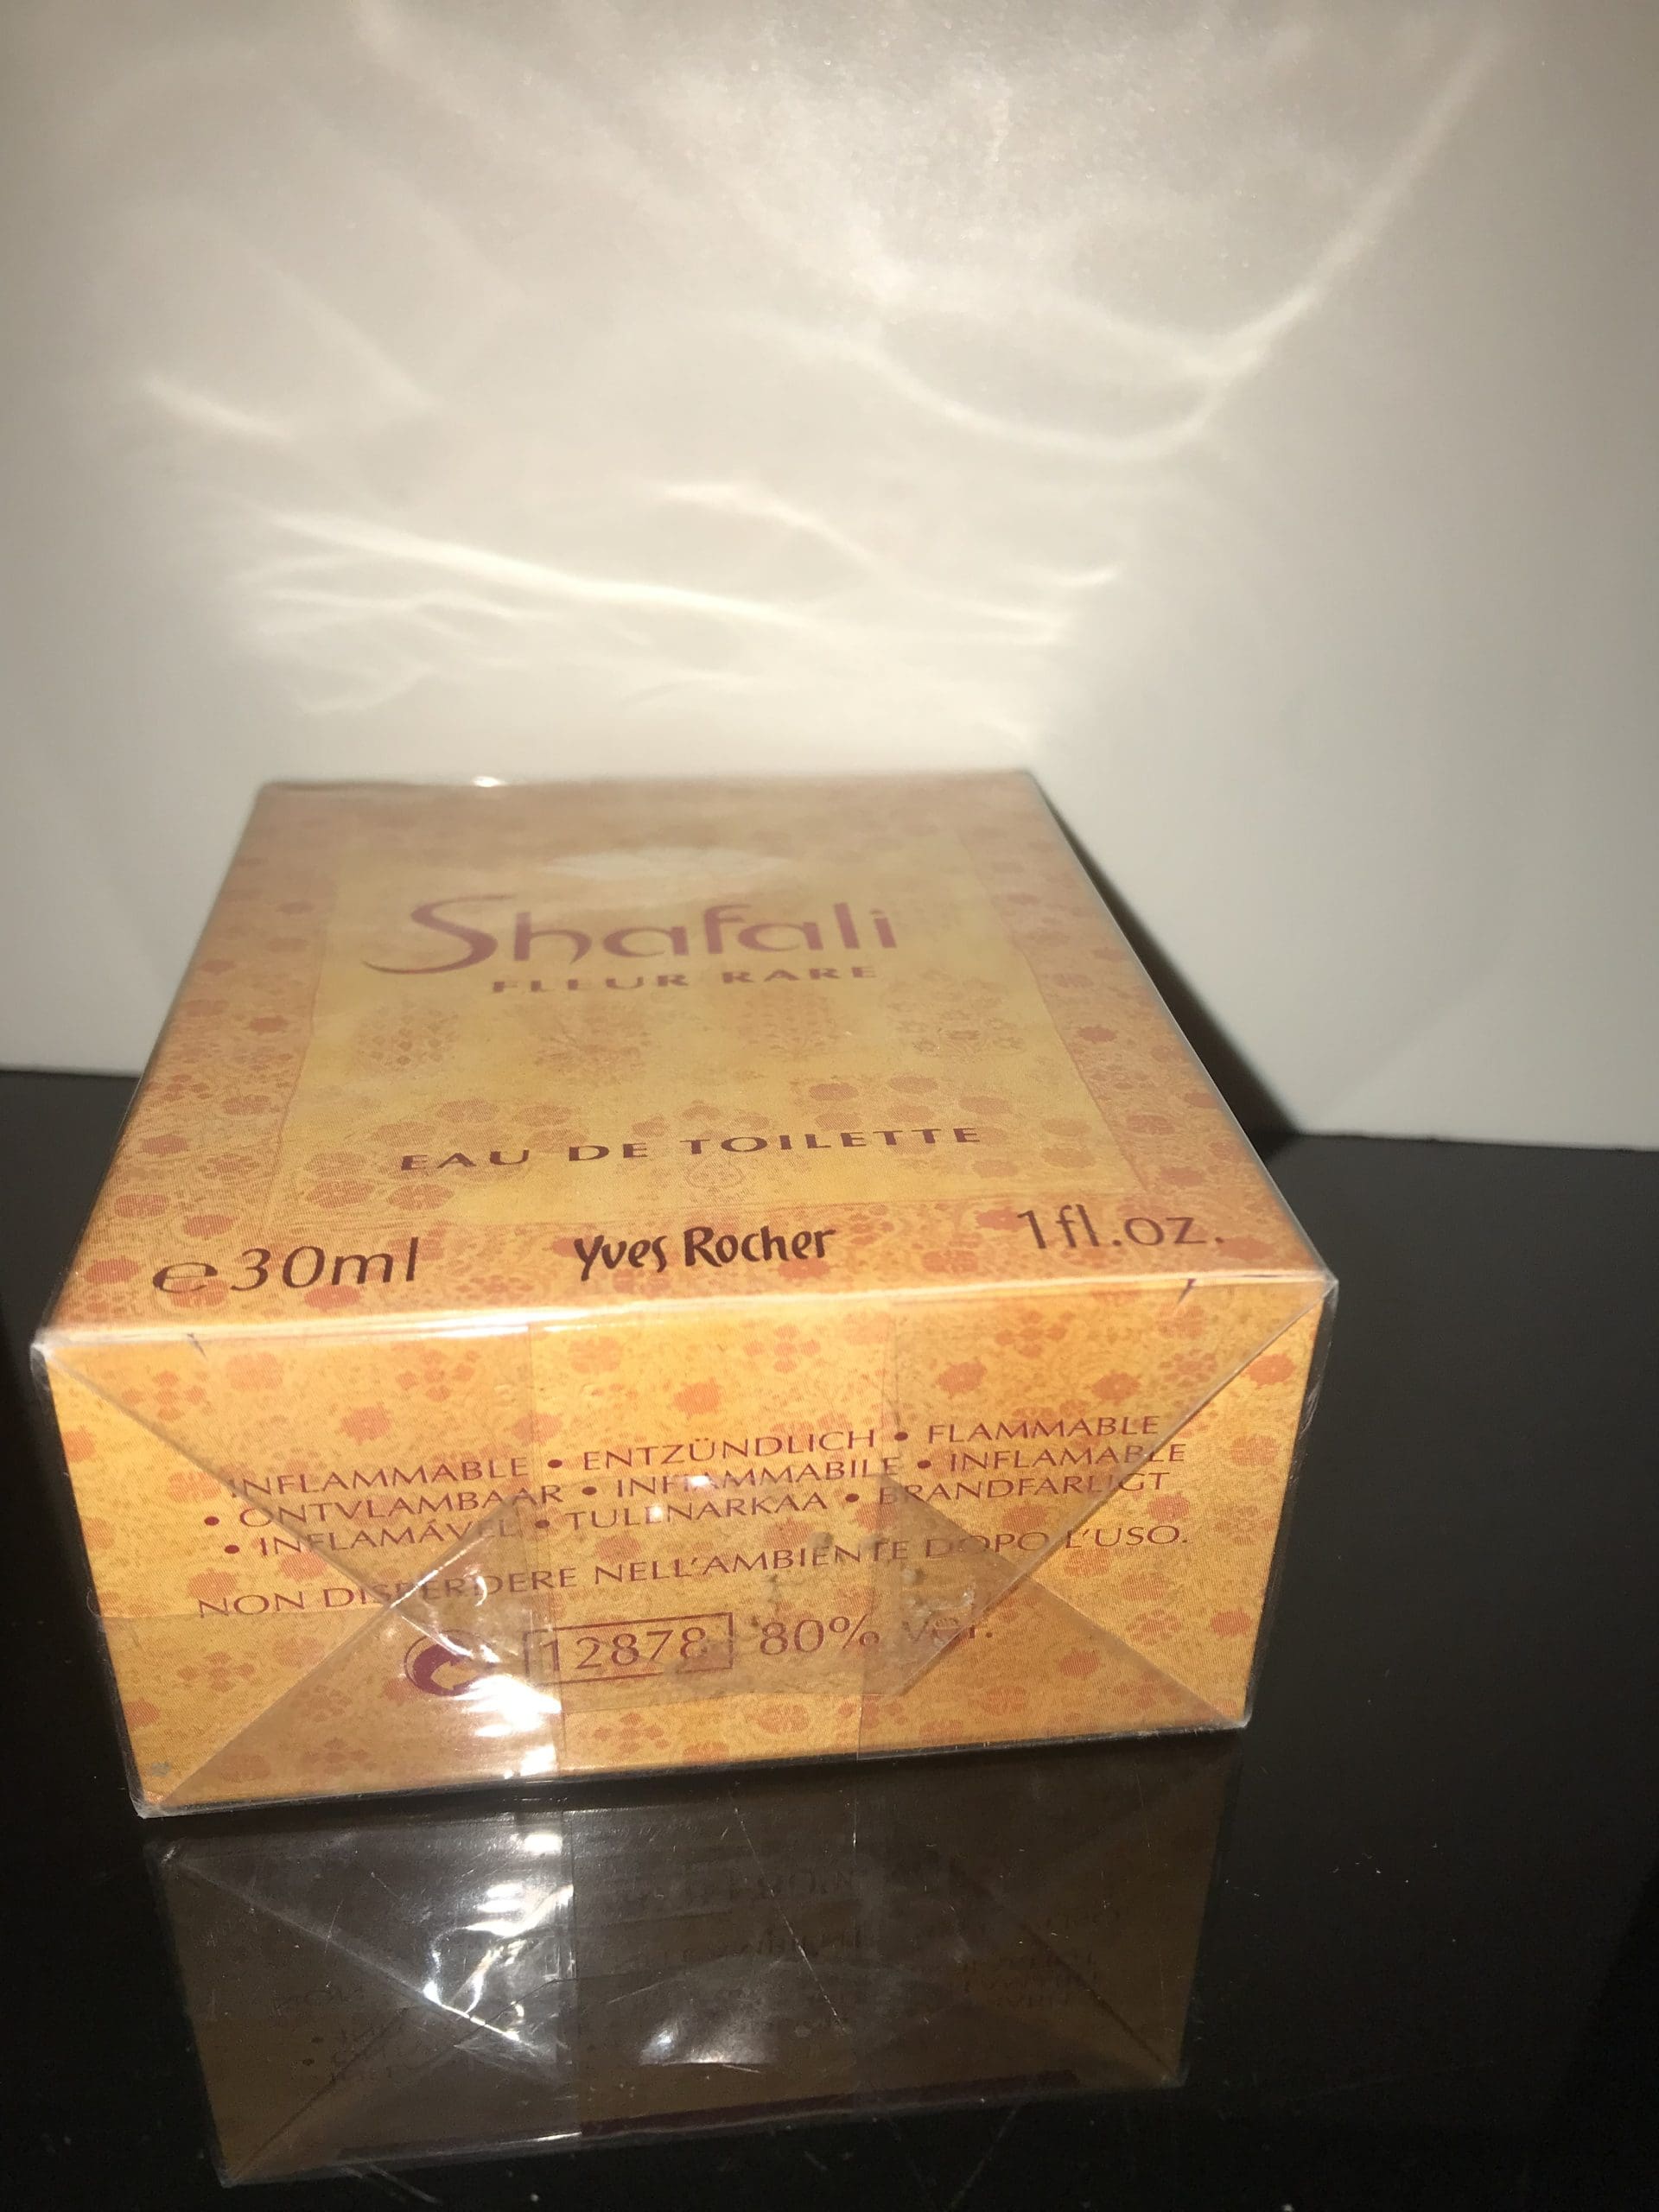 Shafali
FLEUR RARE
EAU DE TOILETTE
℮30ml Yves Rocher 1fl.oz.
INFLAMMABLE • ENTZÜNDLICH • FLAMMABLE
• ONTVLAMBAAR • INFIAMMABILE • INFLAMABLE
• INFLAMÁVEL • TULENARKAA • BRANDFARLIGT
NON DISPERDERE NELL'AMBIENTE DOPO L'USO.
12878 80% Vol.